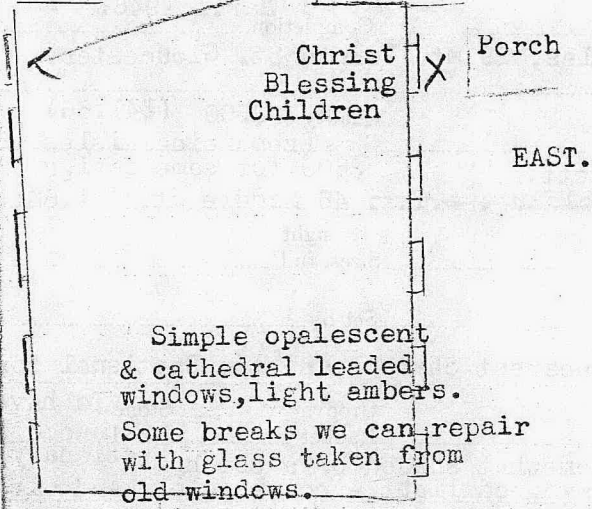 Christ
Blessing
Children
Porch
X
EAST.
Simple opalescent
& cathedral leaded
windows,light ambers.
Some breaks we can repair
with glass taken from
old windows.